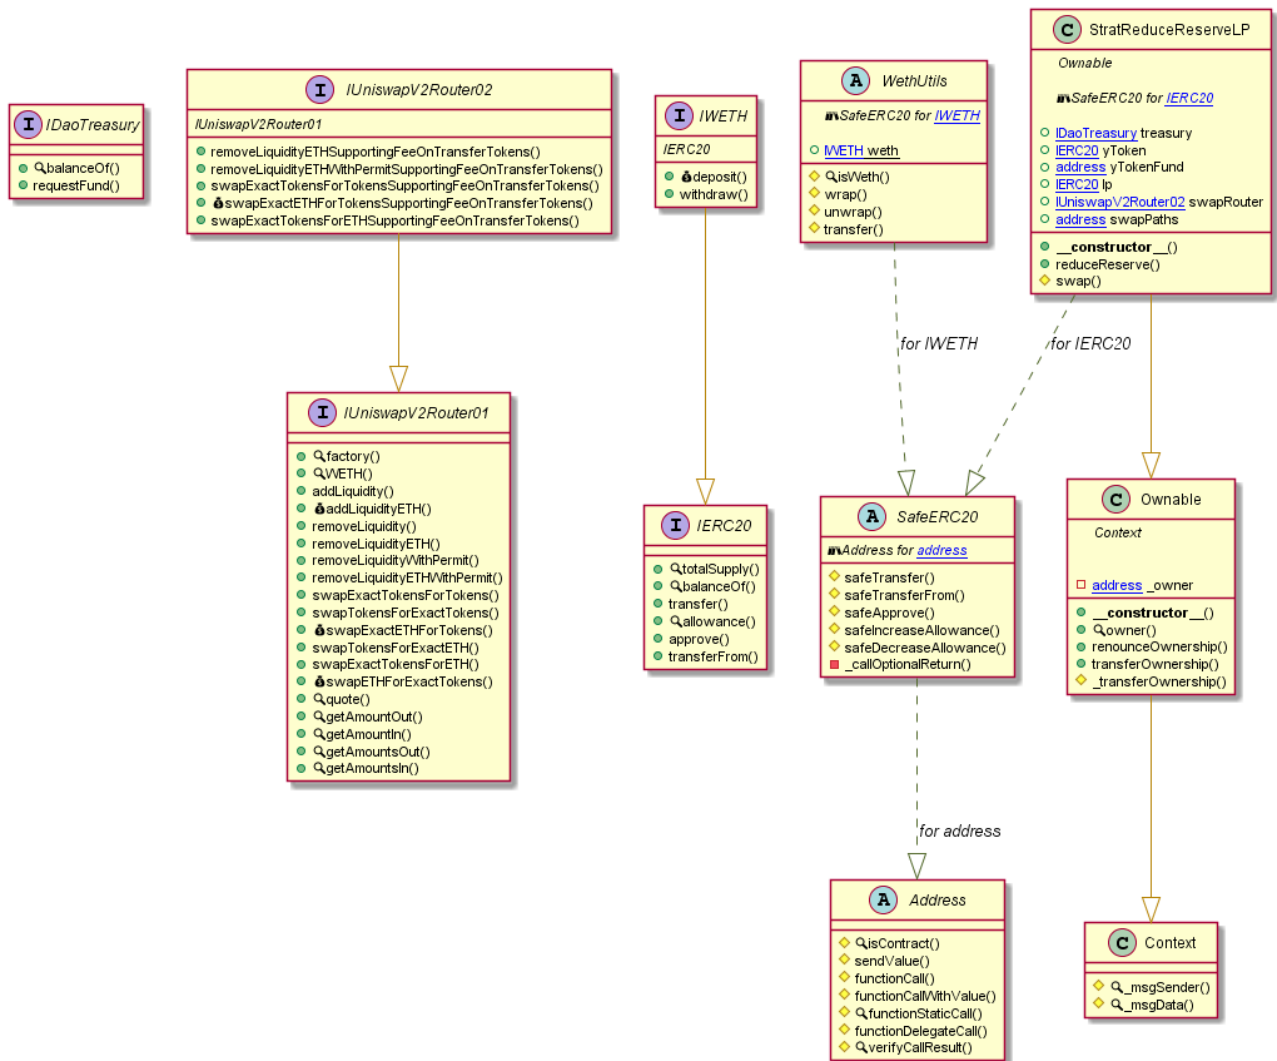 I IDaoTreasury
balanceOf()
requestFund()
I IUniswapV2Router02
IUniswapV2Router01
removeLiquidityETHSupportingFeeOnTransferTokens()
removeLiquidityETHWithPermitSupportingFeeOnTransferTokens()
swapExactTokensForTokensSupportingFeeOnTransferTokens()
swapExactETHForTokensSupportingFeeOnTransferTokens()
swapExactTokensForETHSupportingFeeOnTransferTokens()
I IWETH
IERC20
deposit()
withdraw()
A WethUtils
SafeERC20 for IWETH
IWETH weth
isWeth()
wrap()
unwrap()
transfer()
C StratReduceReserveLP
Ownable
SafeERC20 for IERC20
IDaoTreasury treasury
IERC20 yToken
address yTokenFund
IERC20 lp
IUniswapV2Router02 swapRouter
address swapPaths
__constructor__()
reduceReserve()
swap()
for IWETH
for IERC20
I IUniswapV2Router01
factory()
WETH()
addLiquidity()
addLiquidityETH()
removeLiquidity()
removeLiquidityETH()
removeLiquidityWithPermit()
removeLiquidityETHWithPermit()
swapExactTokensForTokens()
swapTokensForExactTokens()
swapExactETHForTokens()
swapTokensForExactETH()
swapExactTokensForETH()
swapETHForExactTokens()
quote()
getAmountOut()
getAmountIn()
getAmountsOut()
getAmountsIn()
I IERC20
totalSupply()
balanceOf()
transfer()
allowance()
approve()
transferFrom()
A SafeERC20
Address for address
safeTransfer()
safeTransferFrom()
safeApprove()
safeIncreaseAllowance()
safeDecreaseAllowance()
_callOptionalReturn()
C Ownable
Context
address _owner
__constructor__()
owner()
renounceOwnership()
transferOwnership()
_transferOwnership()
for address
A Address
isContract()
sendValue()
functionCall()
functionCallWithValue()
functionStaticCall()
functionDelegateCall()
verifyCallResult()
C Context
_msgSender()
_msgData()